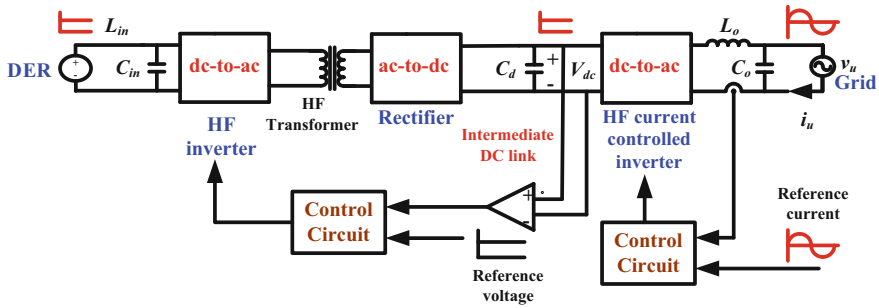 L_in
DER
+
-
C_in
dc-to-ac
HF
Transformer
HF
inverter
ac-to-dc
Rectifier
C_d
+
-
V_dc
Intermediate
DC link
dc-to-ac
HF current
controlled
inverter
L_o
C_o
v_u
Grid
i_u
Control
Circuit
+
-
Reference
voltage
Control
Circuit
Reference
current